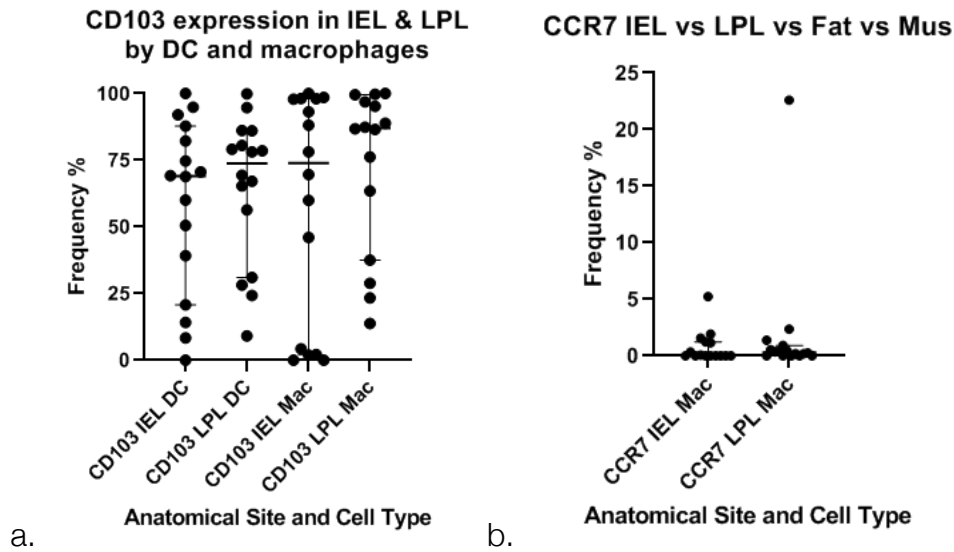 CD103 expression in IEL & LPL
by DC and macrophages
Frequency %
100
75
50
25
0
CD103 IEL DC
CD103 LPL DC
CD103 IEL Mac
CD103 LPL Mac
Anatomical Site and Cell Type
a.
CCR7 IEL vs LPL vs Fat vs Mus
Frequency %
25
20
15
10
5
0
CCR7 IEL Mac
CCR7 LPL Mac
Anatomical Site and Cell Type
b.